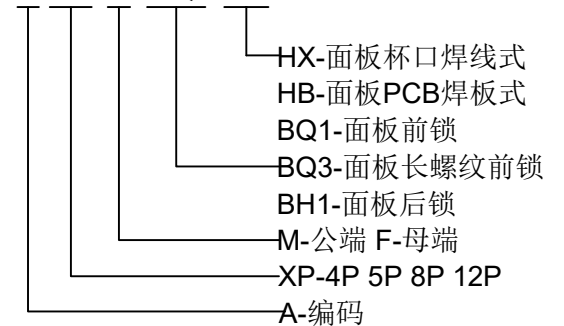 HX-面板杯口焊线式
HB-面板PCB焊板式
BQ1-面板前锁
BQ3-面板长螺纹前锁
BH1-面板后锁
M-公端 F-母端
XP-4P 5P 8P 12P
A-编码